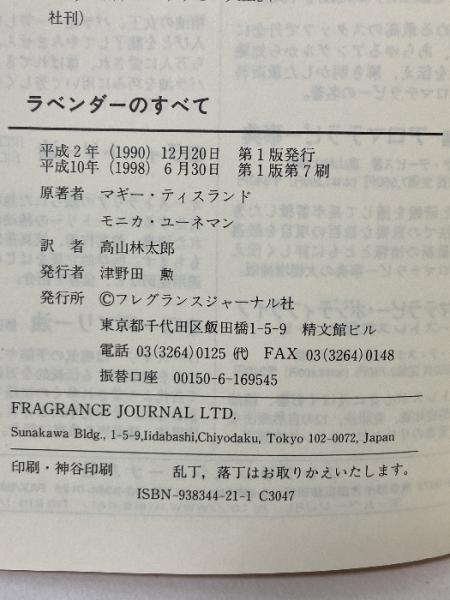 社刊)
ラベンダーのすべて
平成2年 (1990) 12月20日 第1版発行
平成10年 (1998) 6月30日 第1版第7刷
原著者 マギー・ティスランド
モニカ・ユーネマン
訳者 高山林太郎
発行者 津野田 勲
発行所 ©フレグランスジャーナル社
東京都千代田区飯田橋1-5-9 精文館ビル
電話 03(3264)0125 (代) FAX 03(3264)0148
振替口座 00150-6-169545
FRAGRANCE JOURNAL LTD.
Sunakawa Bldg., 1-5-9,Iidabashi,Chiyodaku, Tokyo 102-0072, Japan
印刷・神谷印刷 乱丁, 落丁はお取りかえいたします。
ISBN-938344-21-1 C3047